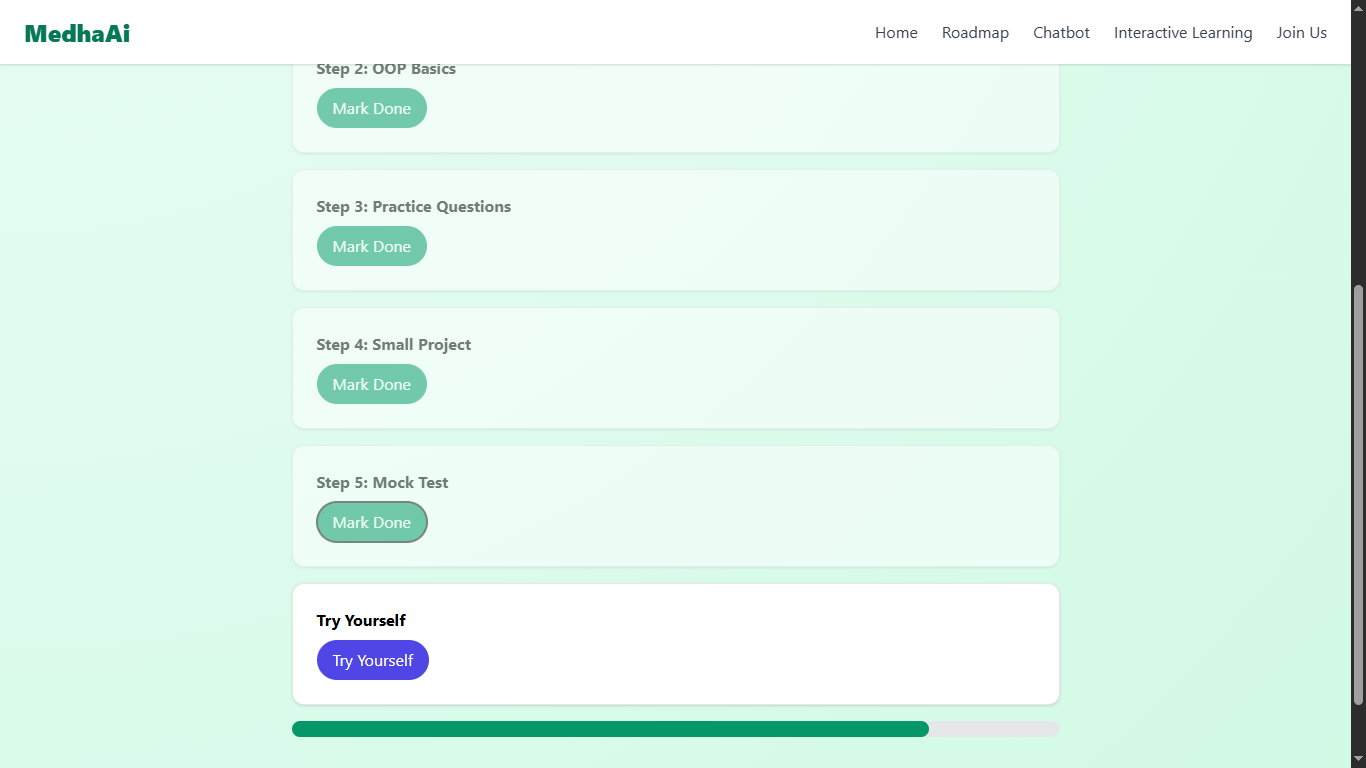 MedhaAi
Home
Roadmap
Chatbot
Interactive Learning
Join Us
Step 2: OOP Basics
Mark Done
Step 3: Practice Questions
Mark Done
Step 4: Small Project
Mark Done
Step 5: Mock Test
Mark Done
Try Yourself
Try Yourself